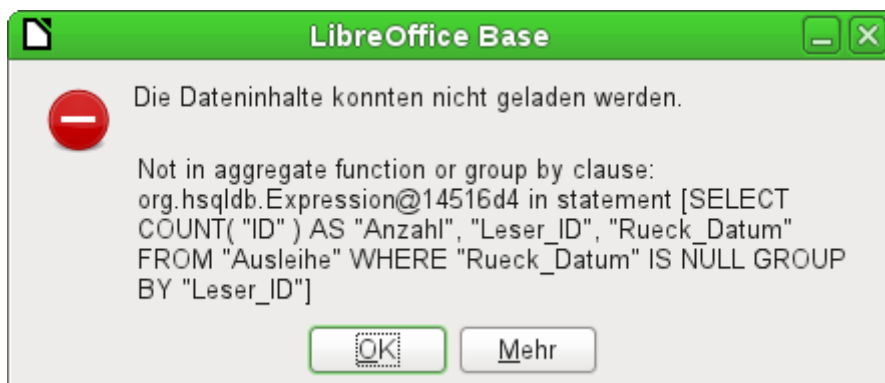 LibreOffice Base
Die Dateninhalte konnten nicht geladen werden.
Not in aggregate function or group by clause:
org.hsqldb.Expression@14516d4 in statement [SELECT
COUNT( "ID" ) AS "Anzahl", "Leser_ID", "Rueck_Datum"
FROM "Ausleihe" WHERE "Rueck_Datum" IS NULL GROUP
BY "Leser_ID"]
OK Mehr